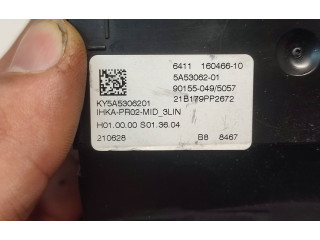 6411 160466-10
5A53062-01
90155-049/5057
21B179PP2672
KY5A5306201
IHKA-PR02-MID_3LIN
H01.00.00 S01.36.04
210628 B8 8467